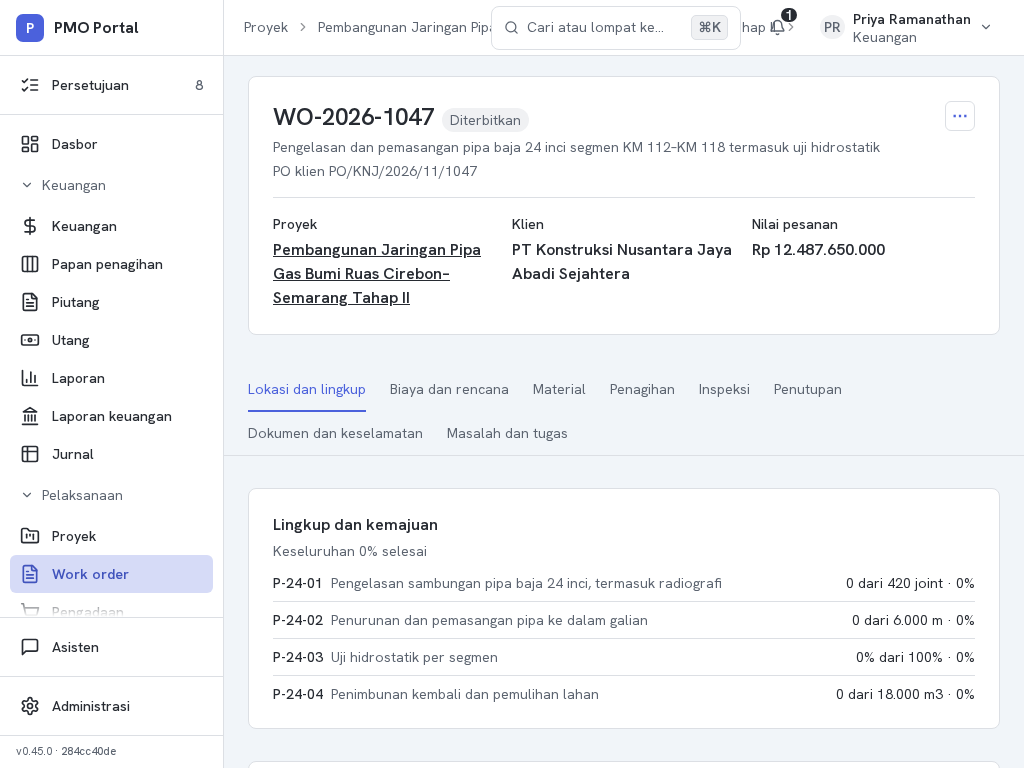 P PMO Portal
Proyek
Pembangunan Jaringan Pipa
Cari atau lompat ke...
⌘K
hap
1
PR
Priya Ramanathan
Keuangan
Persetujuan 8
Dasbor
Keuangan
Keuangan
Papan penagihan
Piutang
Utang
Laporan
Laporan keuangan
Jurnal
Pelaksanaan
Proyek
Work order
Pengadaan
Asisten
Administrasi
v0.45.0 · 284cc40de
WO-2026-1047 Diterbitkan
Pengelasan dan pemasangan pipa baja 24 inci segmen KM 112–KM 118 termasuk uji hidrostatik
PO klien PO/KNJ/2026/11/1047
Proyek
Pembangunan Jaringan Pipa
Gas Bumi Ruas Cirebon–
Semarang Tahap II
Klien
PT Konstruksi Nusantara Jaya
Abadi Sejahtera
Nilai pesanan
Rp 12.487.650.000
Lokasi dan lingkup Biaya dan rencana Material Penagihan Inspeksi Penutupan
Dokumen dan keselamatan Masalah dan tugas
Lingkup dan kemajuan
Keseluruhan 0% selesai
P-24-01 Pengelasan sambungan pipa baja 24 inci, termasuk radiografi 0 dari 420 joint · 0%
P-24-02 Penurunan dan pemasangan pipa ke dalam galian 0 dari 6.000 m · 0%
P-24-03 Uji hidrostatik per segmen 0% dari 100% · 0%
P-24-04 Penimbunan kembali dan pemulihan lahan 0 dari 18.000 m3 · 0%